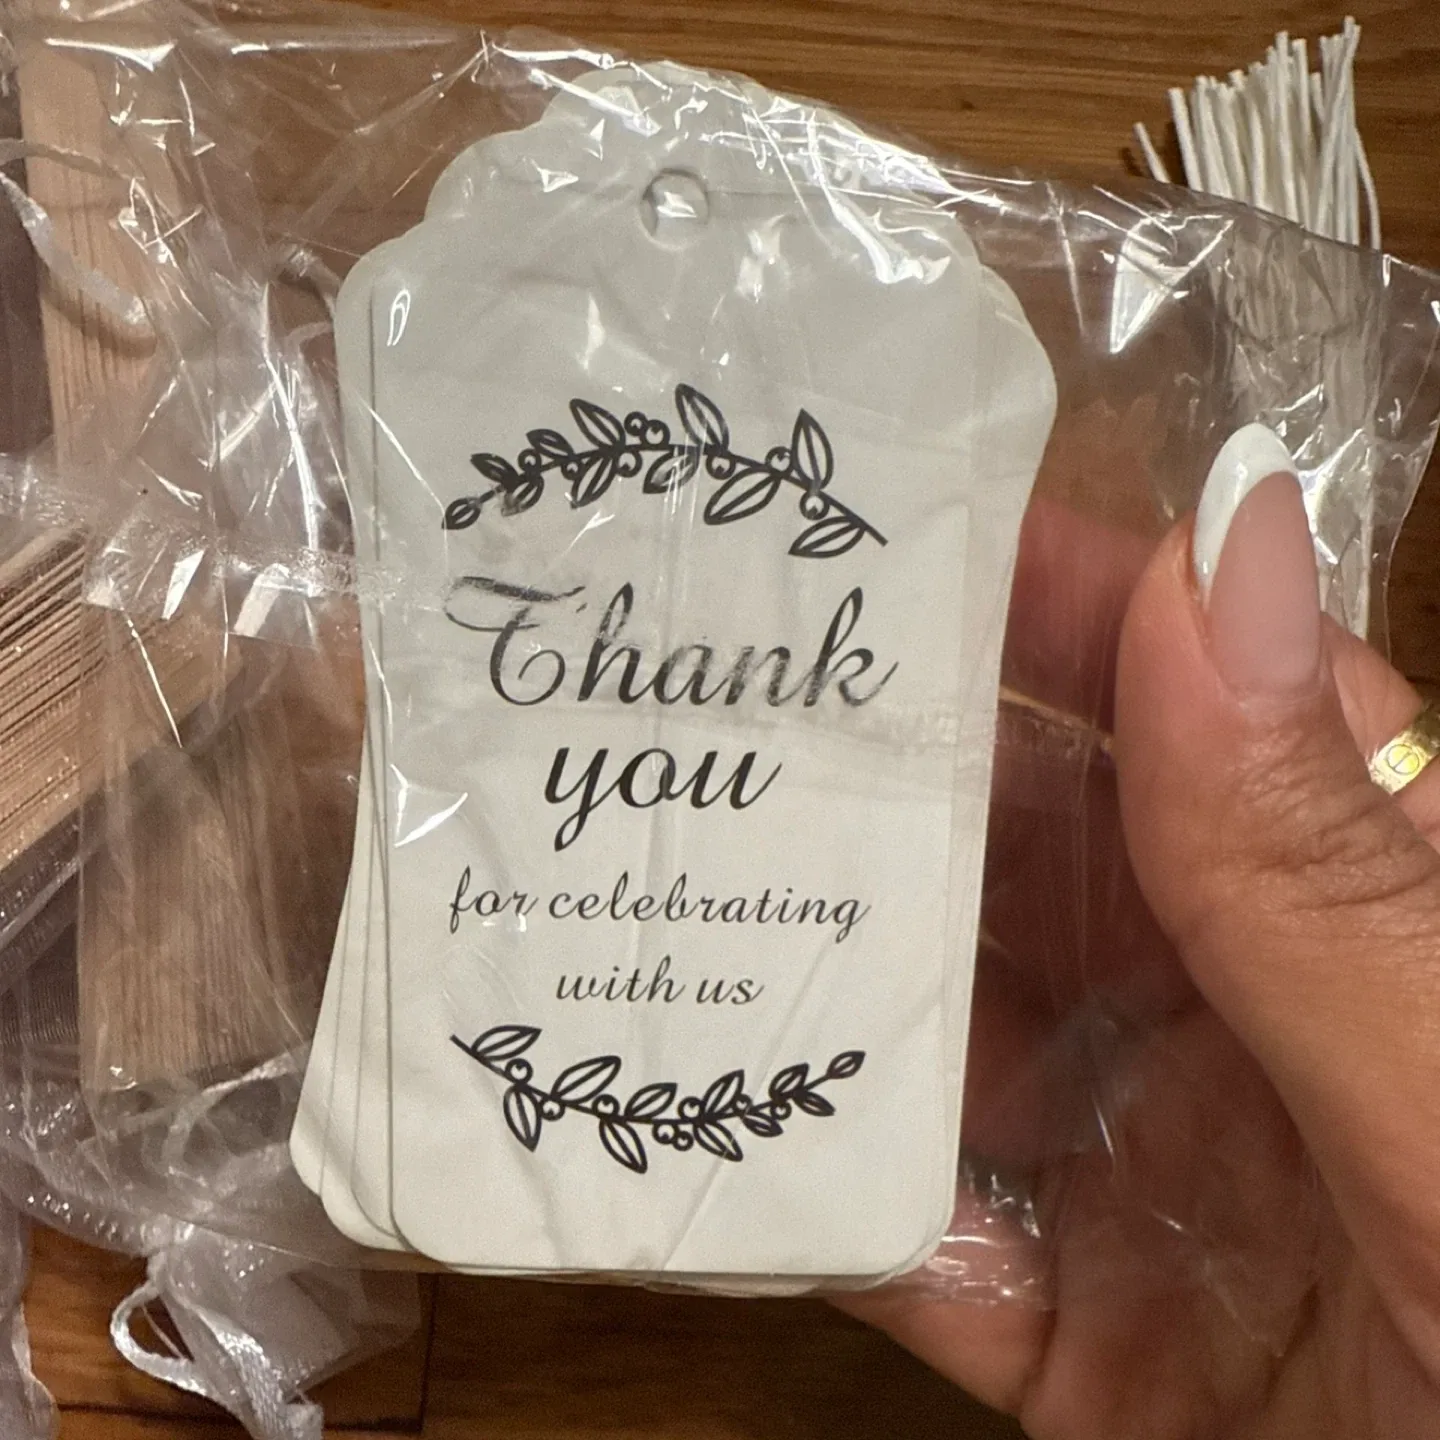 Thank
you
for celebrating
with us